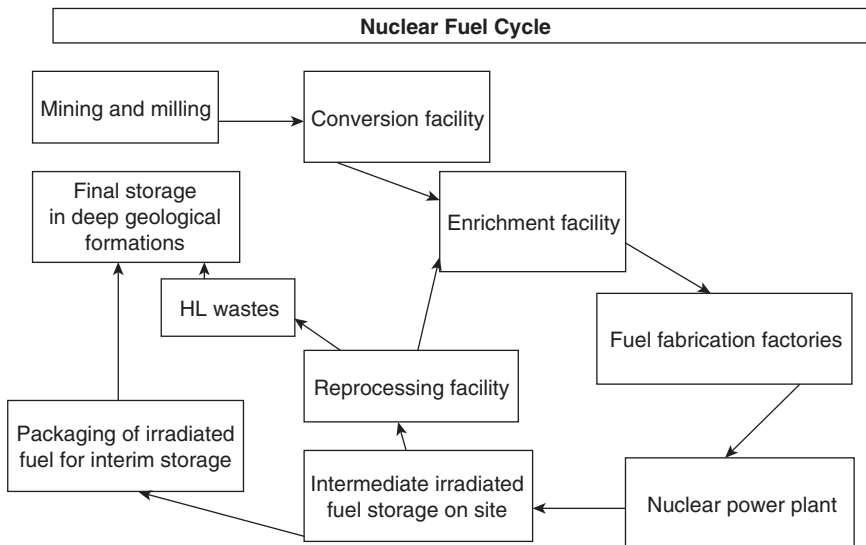 Nuclear Fuel Cycle
Mining and milling
Conversion facility
Final storage
in deep geological
formations
Enrichment facility
HL wastes
Fuel fabrication factories
Reprocessing facility
Packaging of irradiated
fuel for interim storage
Intermediate irradiated
fuel storage on site
Nuclear power plant